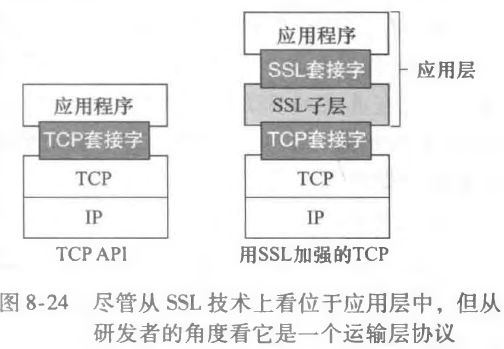 应用程序
TCP套接字
TCP
IP
TCP API
应用程序
SSL套接字
SSL子层
TCP套接字
TCP
IP
用SSL加强的TCP
应用层
图 8-24 尽管从 SSL 技术上看位于应用层中，但从
研发者的角度看它是一个运输层协议